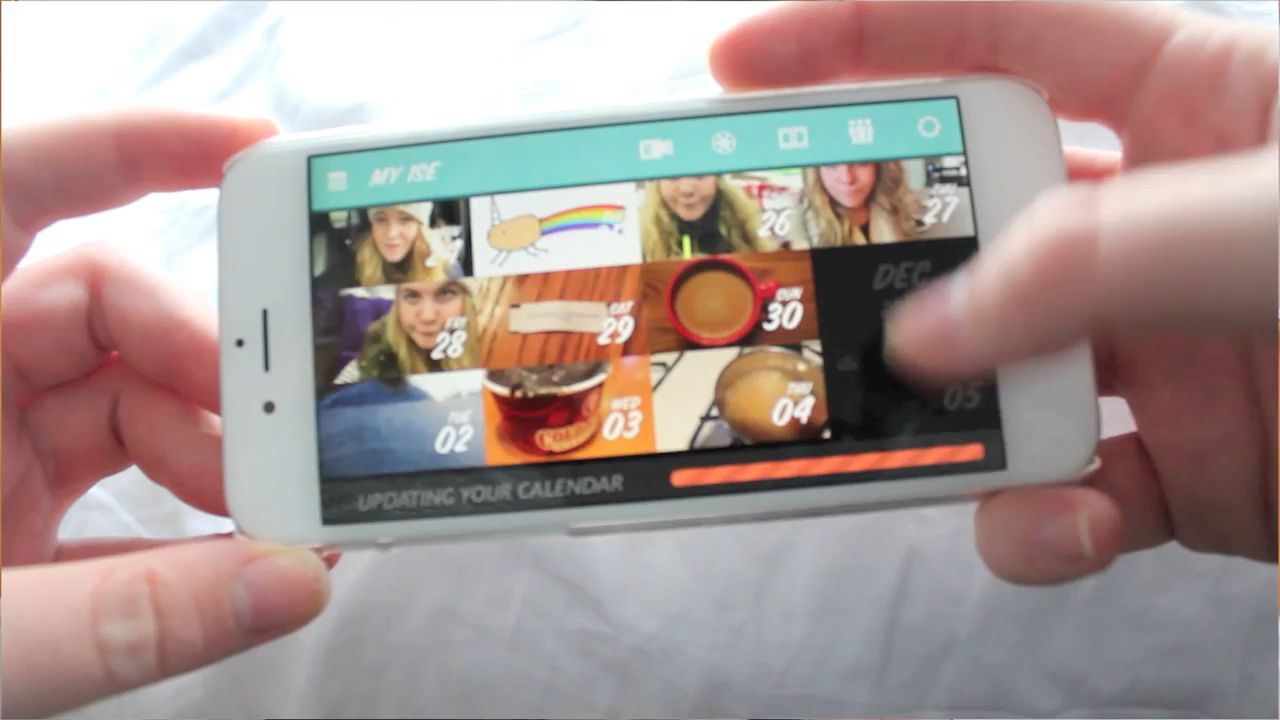 MY 1SE
26
27
DEC
FRI
28
SAT
29
SUN
30
TUE
02
WED
03
THU
04
05
UPDATING YOUR CALENDAR